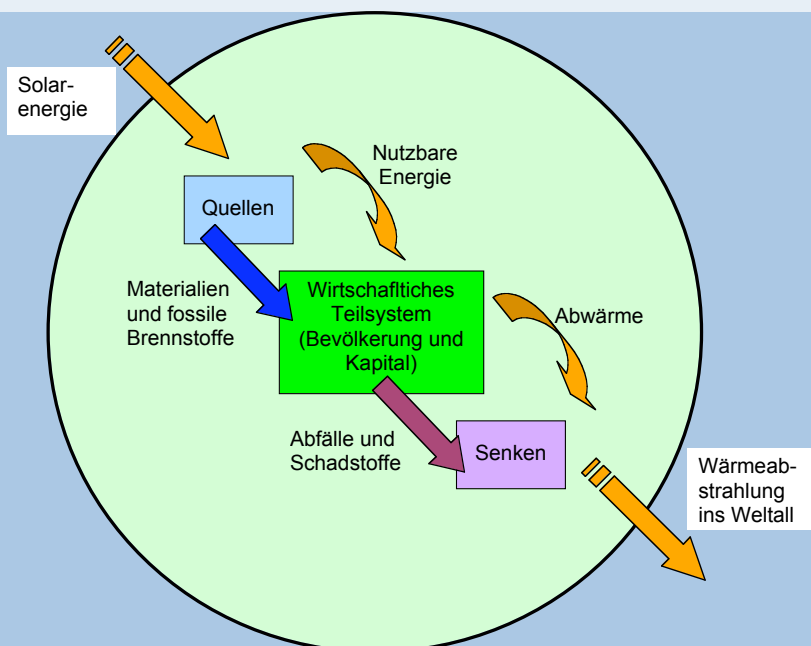 Solar-
energie
Nutzbare
Energie
Quellen
Materialien
und fossile
Brennstoffe
Wirtschafltiches
Teilsystem
(Bevölkerung und
Kapital)
Abwärme
Abfälle und
Schadstoffe
Senken
Wärmeab-
strahlung
ins Weltall